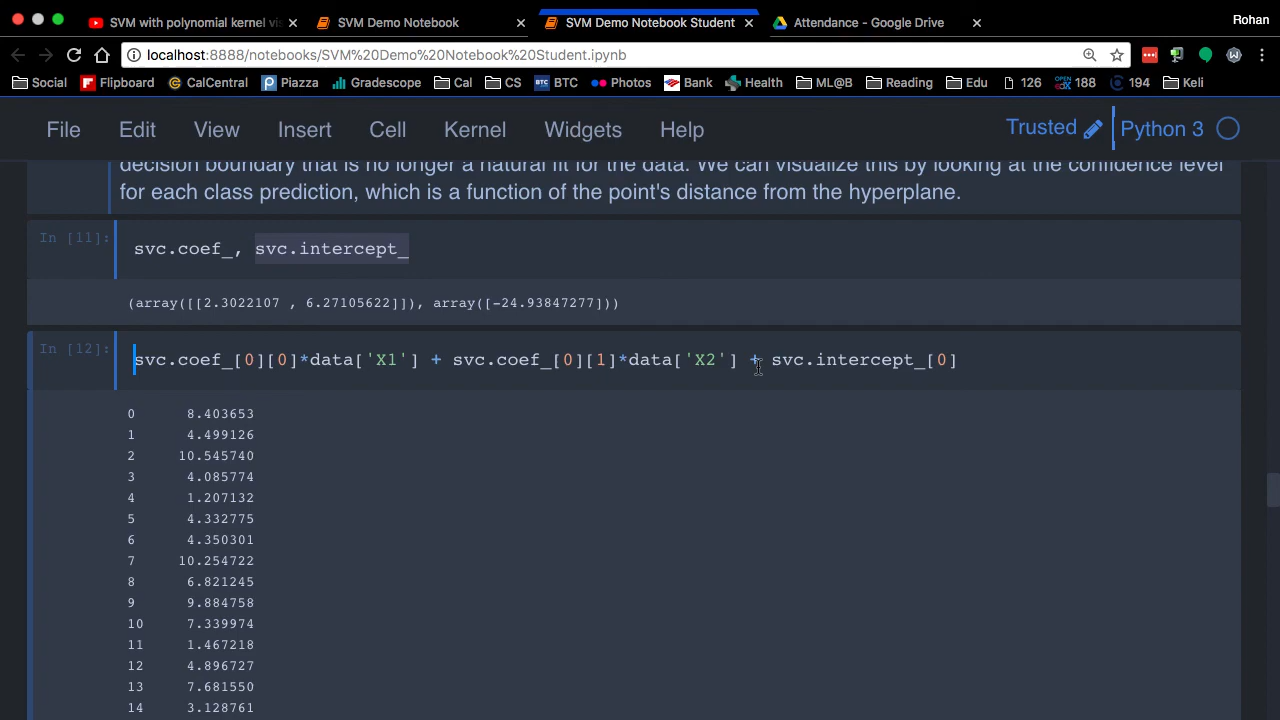 Rohan
SVM with polynomial kernel vis
SVM Demo Notebook
SVM Demo Notebook Student
Attendance - Google Drive
localhost:8888/notebooks/SVM%20Demo%20Notebook%20Student.ipynb
Social Flipboard CalCentral Piazza Gradescope Cal CS BTC BTC Photos Bank Health ML@B Reading Edu 126 OPEN edX 188 194 Keli
File Edit View Insert Cell Kernel Widgets Help Trusted Python 3
decision boundary that is no longer a natural fit for the data. We can visualize this by looking at the confidence level
for each class prediction, which is a function of the point's distance from the hyperplane.
In [11]: svc.coef_, svc.intercept_
(array([[2.3022107 , 6.27105622]]), array([-24.93847277]))
In [12]: svc.coef_[0][0]*data['X1'] + svc.coef_[0][1]*data['X2'] + svc.intercept_[0]
0 8.403653
1 4.499126
2 10.545740
3 4.085774
4 1.207132
5 4.332775
6 4.350301
7 10.254722
8 6.821245
9 9.884758
10 7.339974
11 1.467218
12 4.896727
13 7.681550
14 3.128761